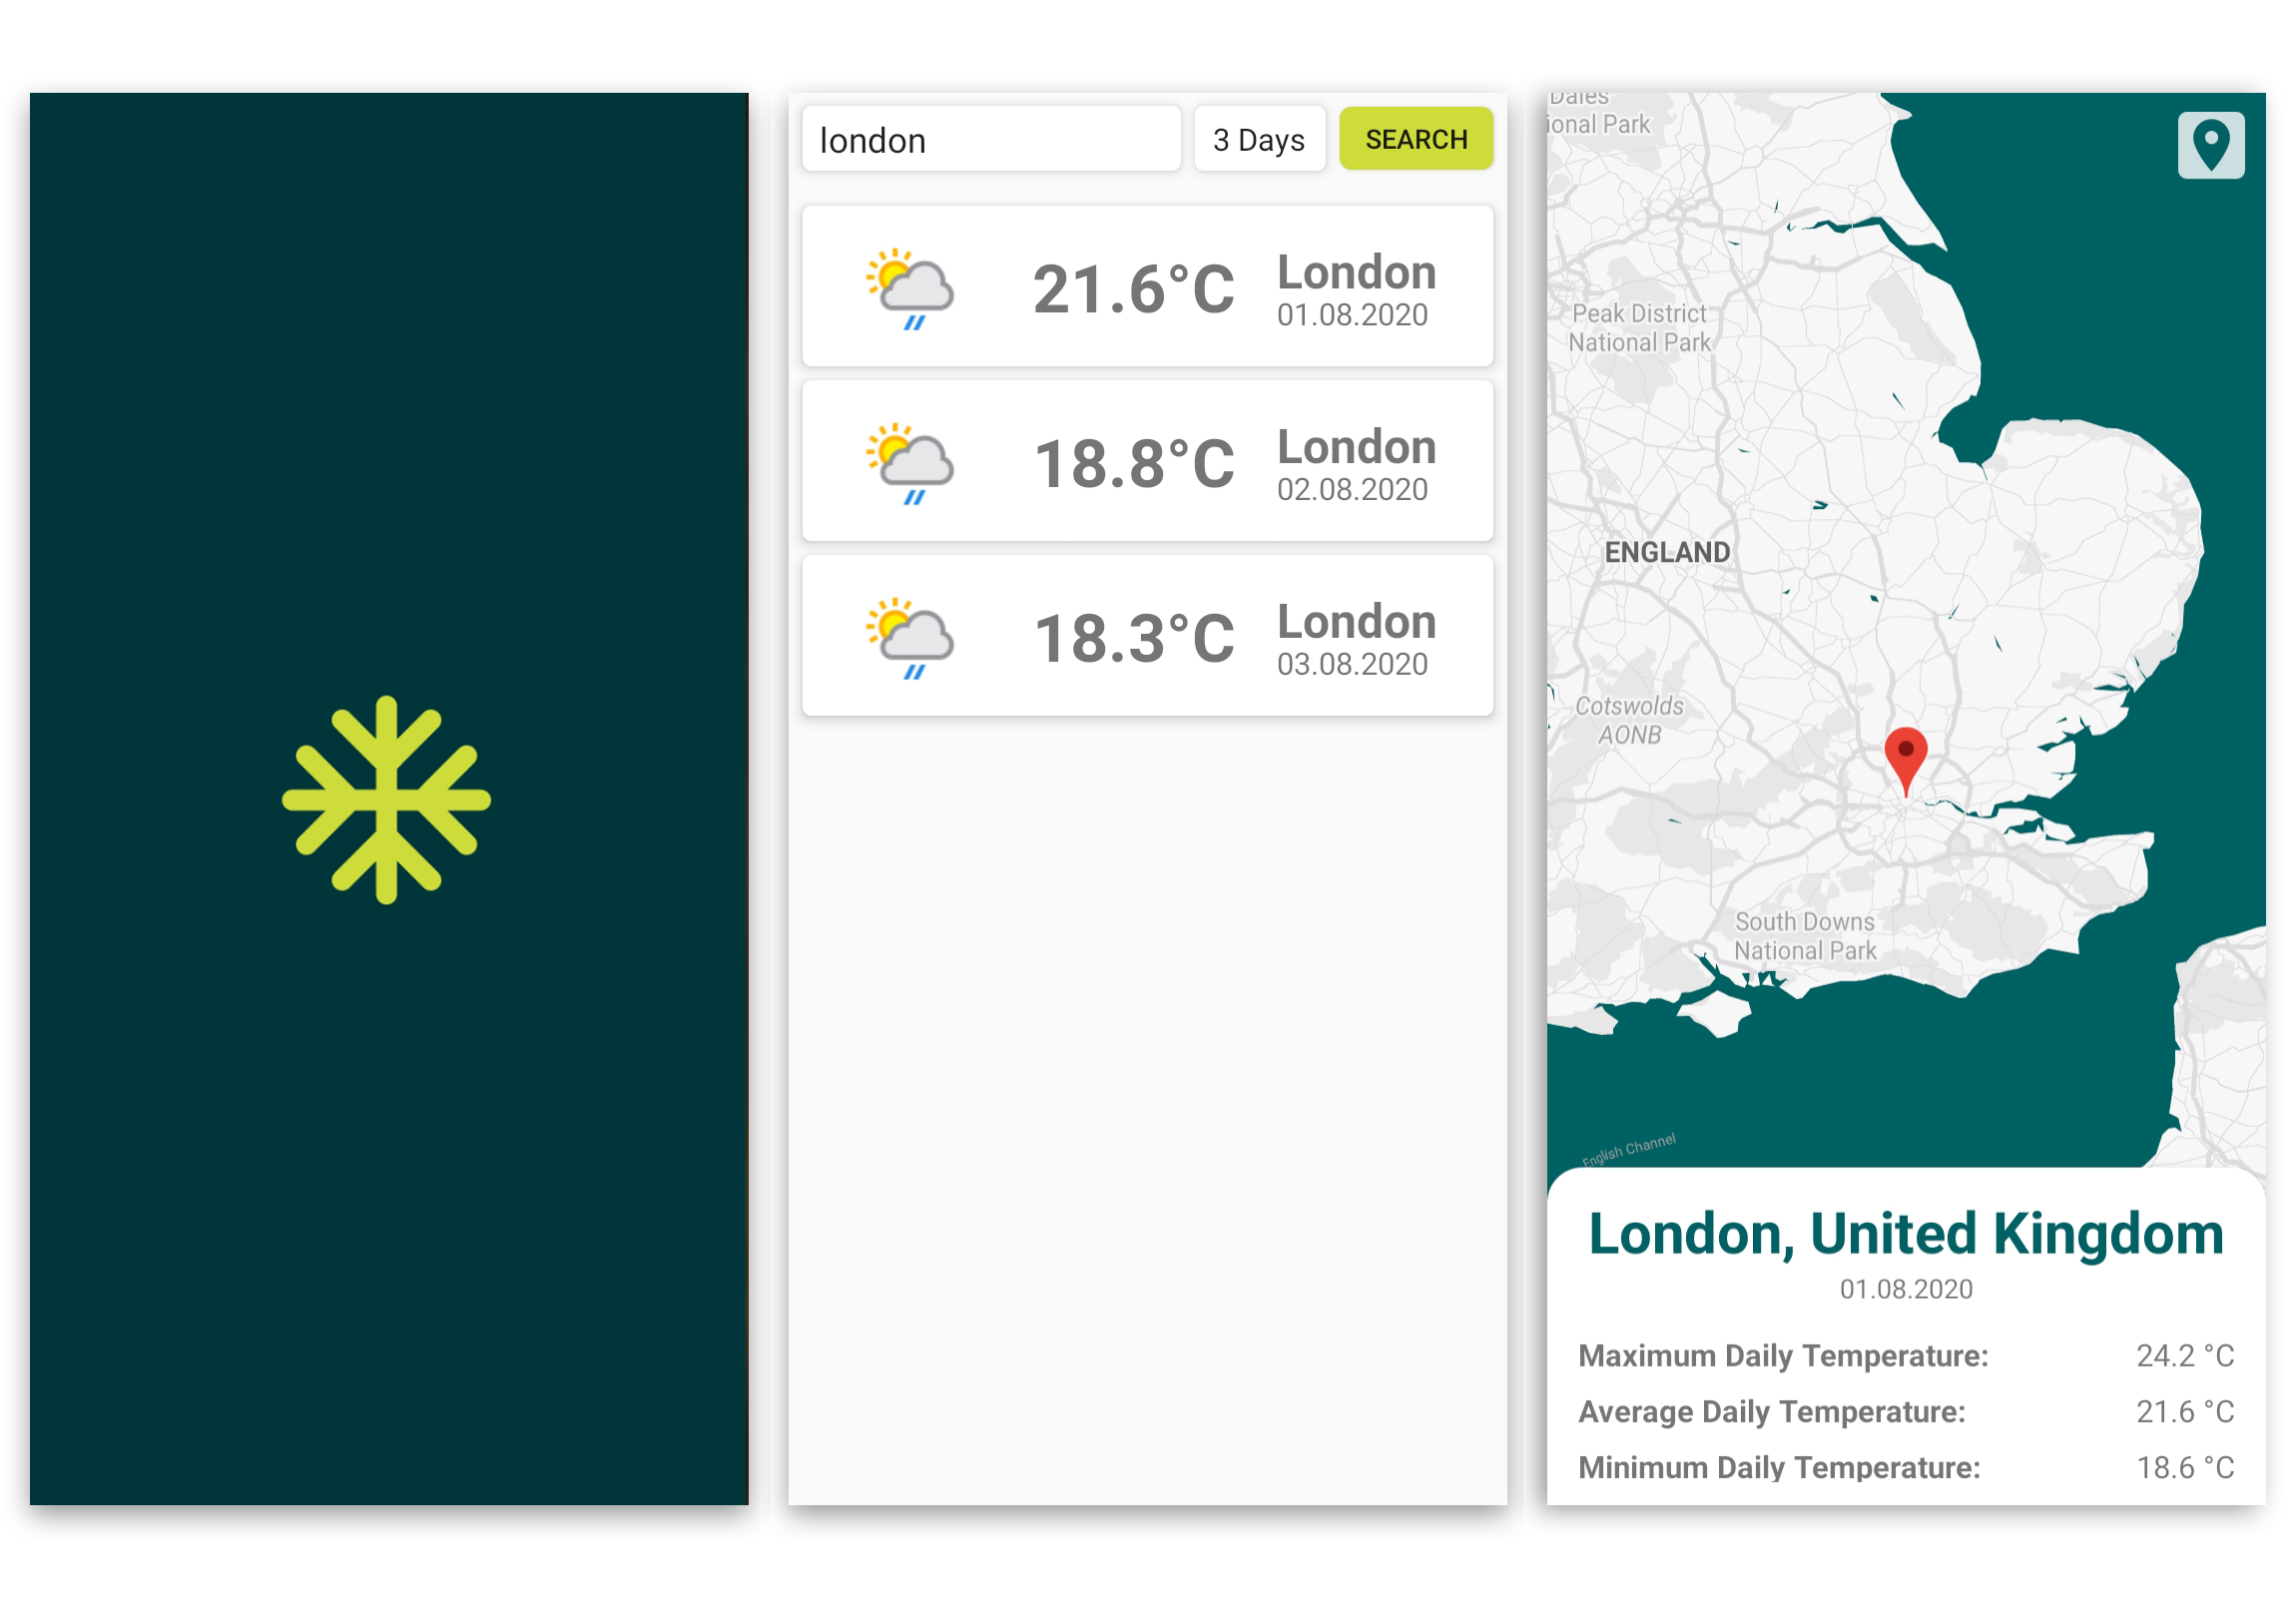 london
3 Days
SEARCH
21.6°C
London
01.08.2020
18.8°C
London
02.08.2020
18.3°C
London
03.08.2020
Dales
ional Park
Peak District
National Park
ENGLAND
Cotswolds
AONB
South Downs
National Park
English Channel
London, United Kingdom
01.08.2020
Maximum Daily Temperature: 24.2 °C
Average Daily Temperature: 21.6 °C
Minimum Daily Temperature: 18.6 °C